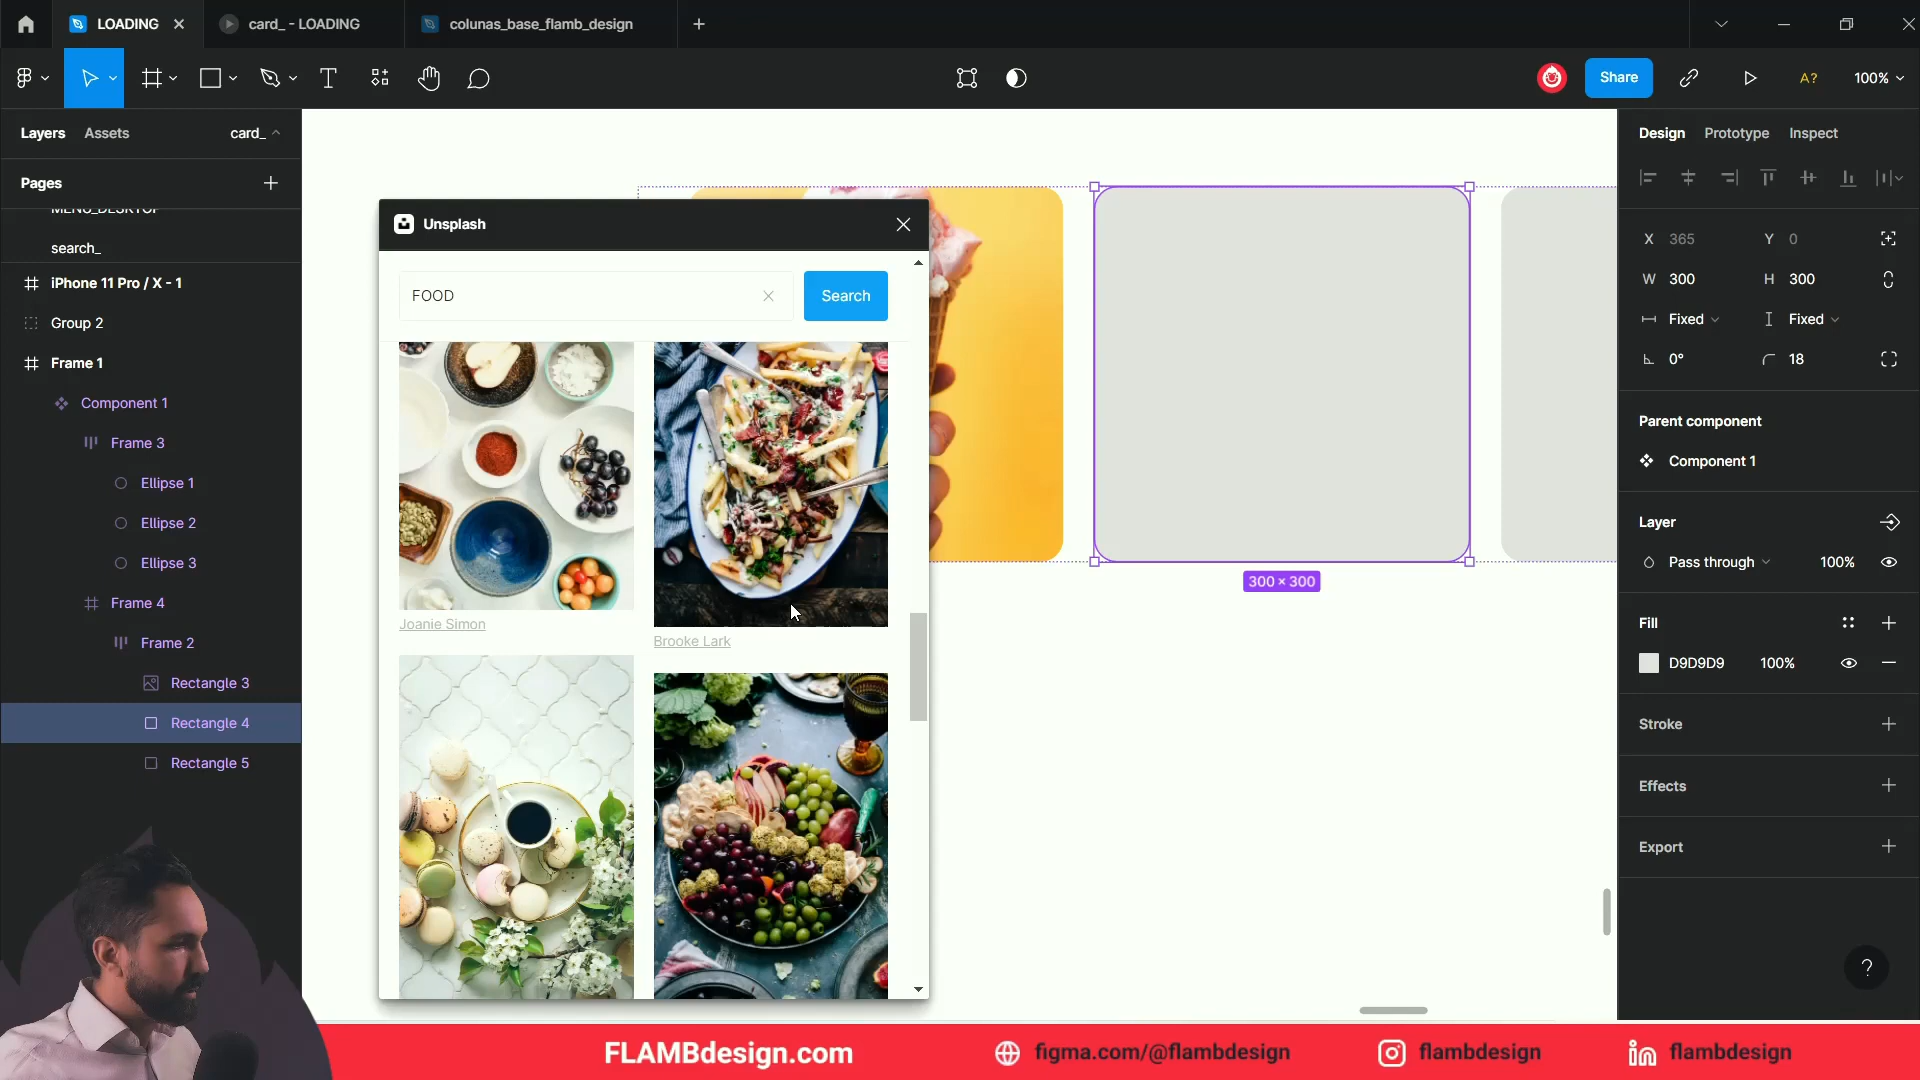 LOADING
card_ - LOADING
colunas_base_flamb_design
Share
A?
100%
Layers
Assets
card_
Pages
MENU_DESKTOP
search_
iPhone 11 Pro / X - 1
Group 2
Frame 1
Component 1
Frame 3
Ellipse 1
Ellipse 2
Ellipse 3
Frame 4
Frame 2
Rectangle 3
Rectangle 4
Rectangle 5
Unsplash
FOOD
Search
Joanie Simon
Brooke Lark
300 × 300
Design
Prototype
Inspect
X 365
Y 0
W 300
H 300
Fixed
Fixed
0°
18
Parent component
Component 1
Layer
Pass through
100%
Fill
D9D9D9
100%
Stroke
Effects
Export
?
FLAMBdesign.com
figma.com/@flambdesign
flambdesign
flambdesign